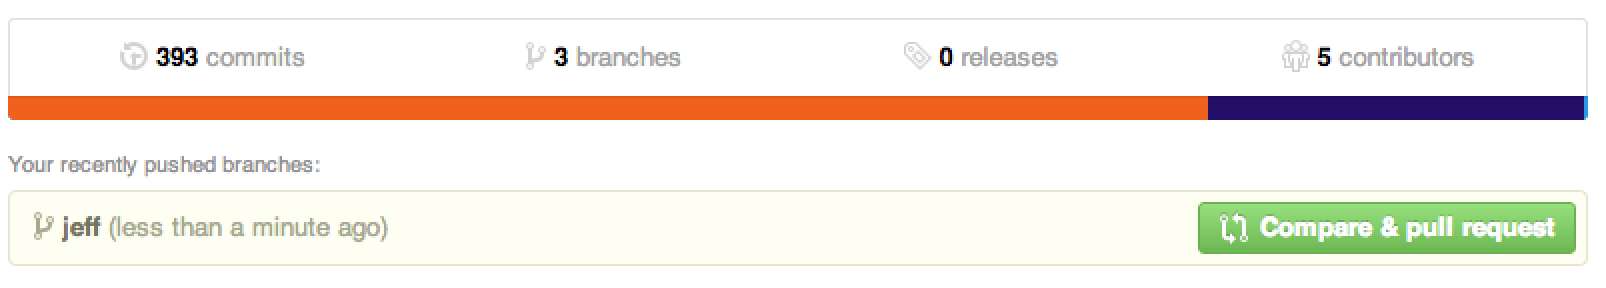 393 commits 3 branches 0 releases 5 contributors
Your recently pushed branches:
jeff (less than a minute ago) Compare & pull request